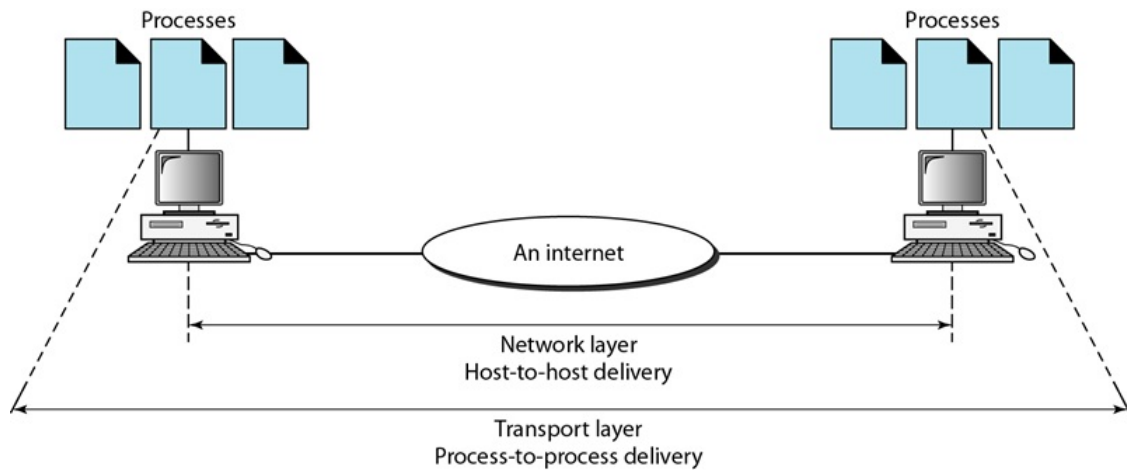 Processes
Processes
An internet
Network layer
Host-to-host delivery
Transport layer
Process-to-process delivery